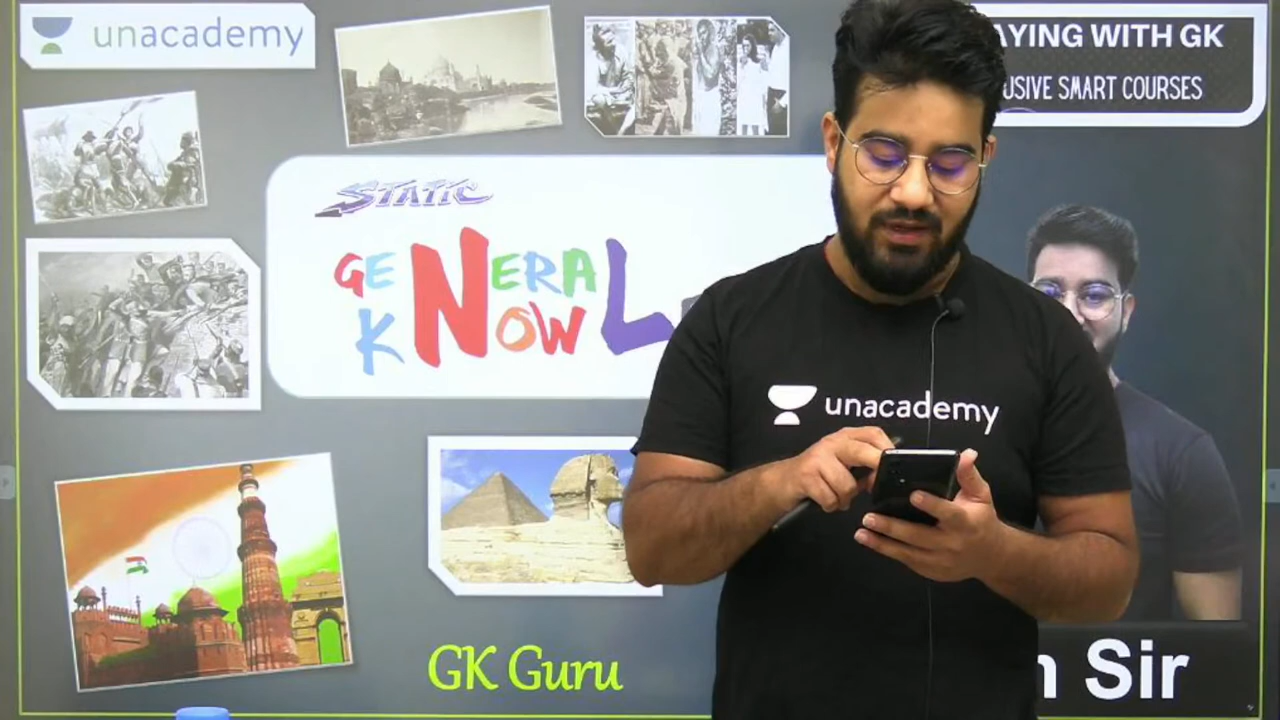 unacademy
AYING WITH GK
USIVE SMART COURSES
STATIC
GENERAL
KNOWL
unacademy
GK Guru
n Sir